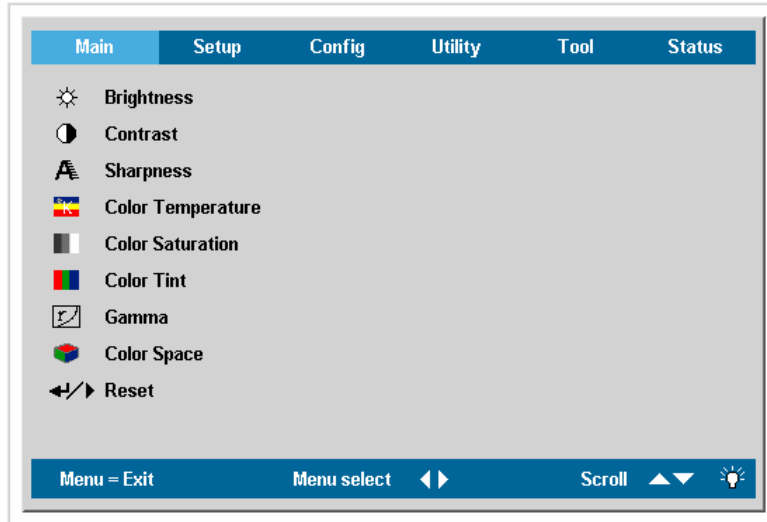 Main Setup Config Utility Tool Status
Brightness
Contrast
Sharpness
Color Temperature
Color Saturation
Color Tint
Gamma
Color Space
Reset
Menu = Exit Menu select Scroll